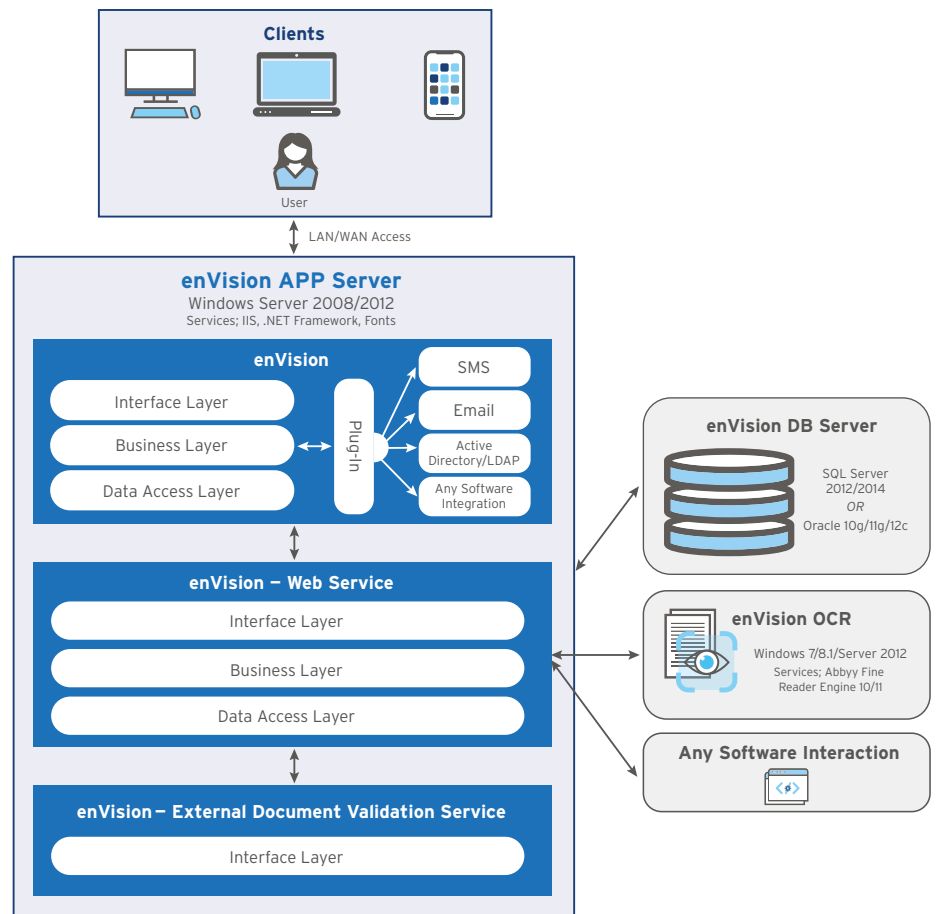 Clients
User
LAN/WAN Access
enVision APP Server
Windows Server 2008/2012
Services; IIS, .NET Framework, Fonts
enVision
Interface Layer
Business Layer
Data Access Layer
Plug-In
SMS
Email
Active
Directory/LDAP
Any Software
Integration
enVision – Web Service
Interface Layer
Business Layer
Data Access Layer
enVision – External Document Validation Service
Interface Layer
enVision DB Server
SQL Server
2012/2014
OR
Oracle 10g/11g/12c
enVision OCR
Windows 7/8.1/Server 2012
Services; Abbyy Fine
Reader Engine 10/11
Any Software Interaction